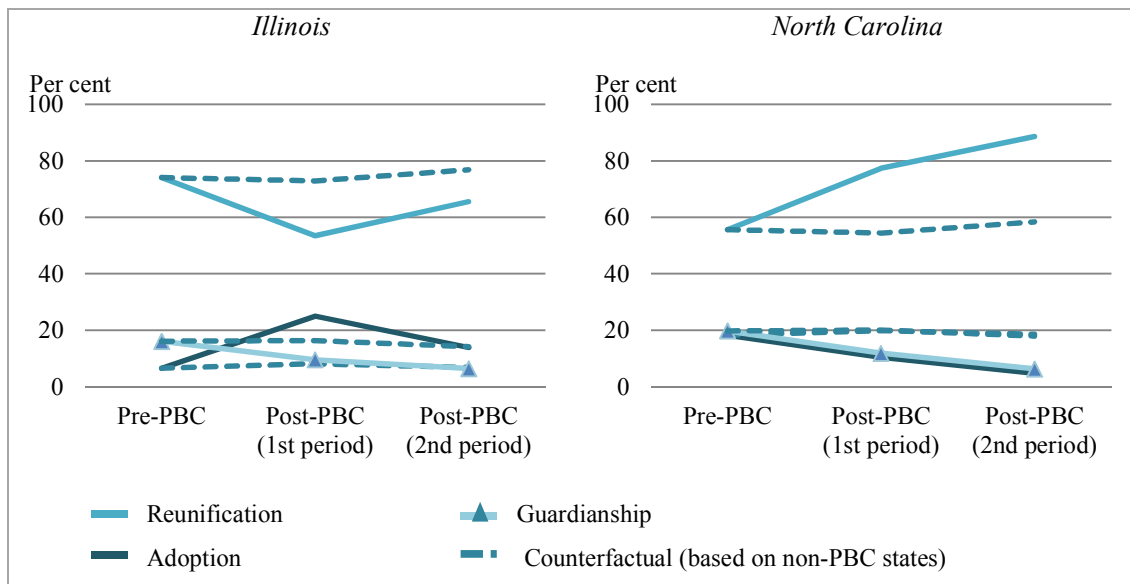 Illinois
North Carolina
Per cent
Per cent
100
80
60
40
20
0
100
80
60
40
20
0
Pre-PBC
Post-PBC
(1st period)
Post-PBC
(2nd period)
Pre-PBC
Post-PBC
(1st period)
Post-PBC
(2nd period)
Reunification
Guardianship
Adoption
Counterfactual (based on non-PBC states)